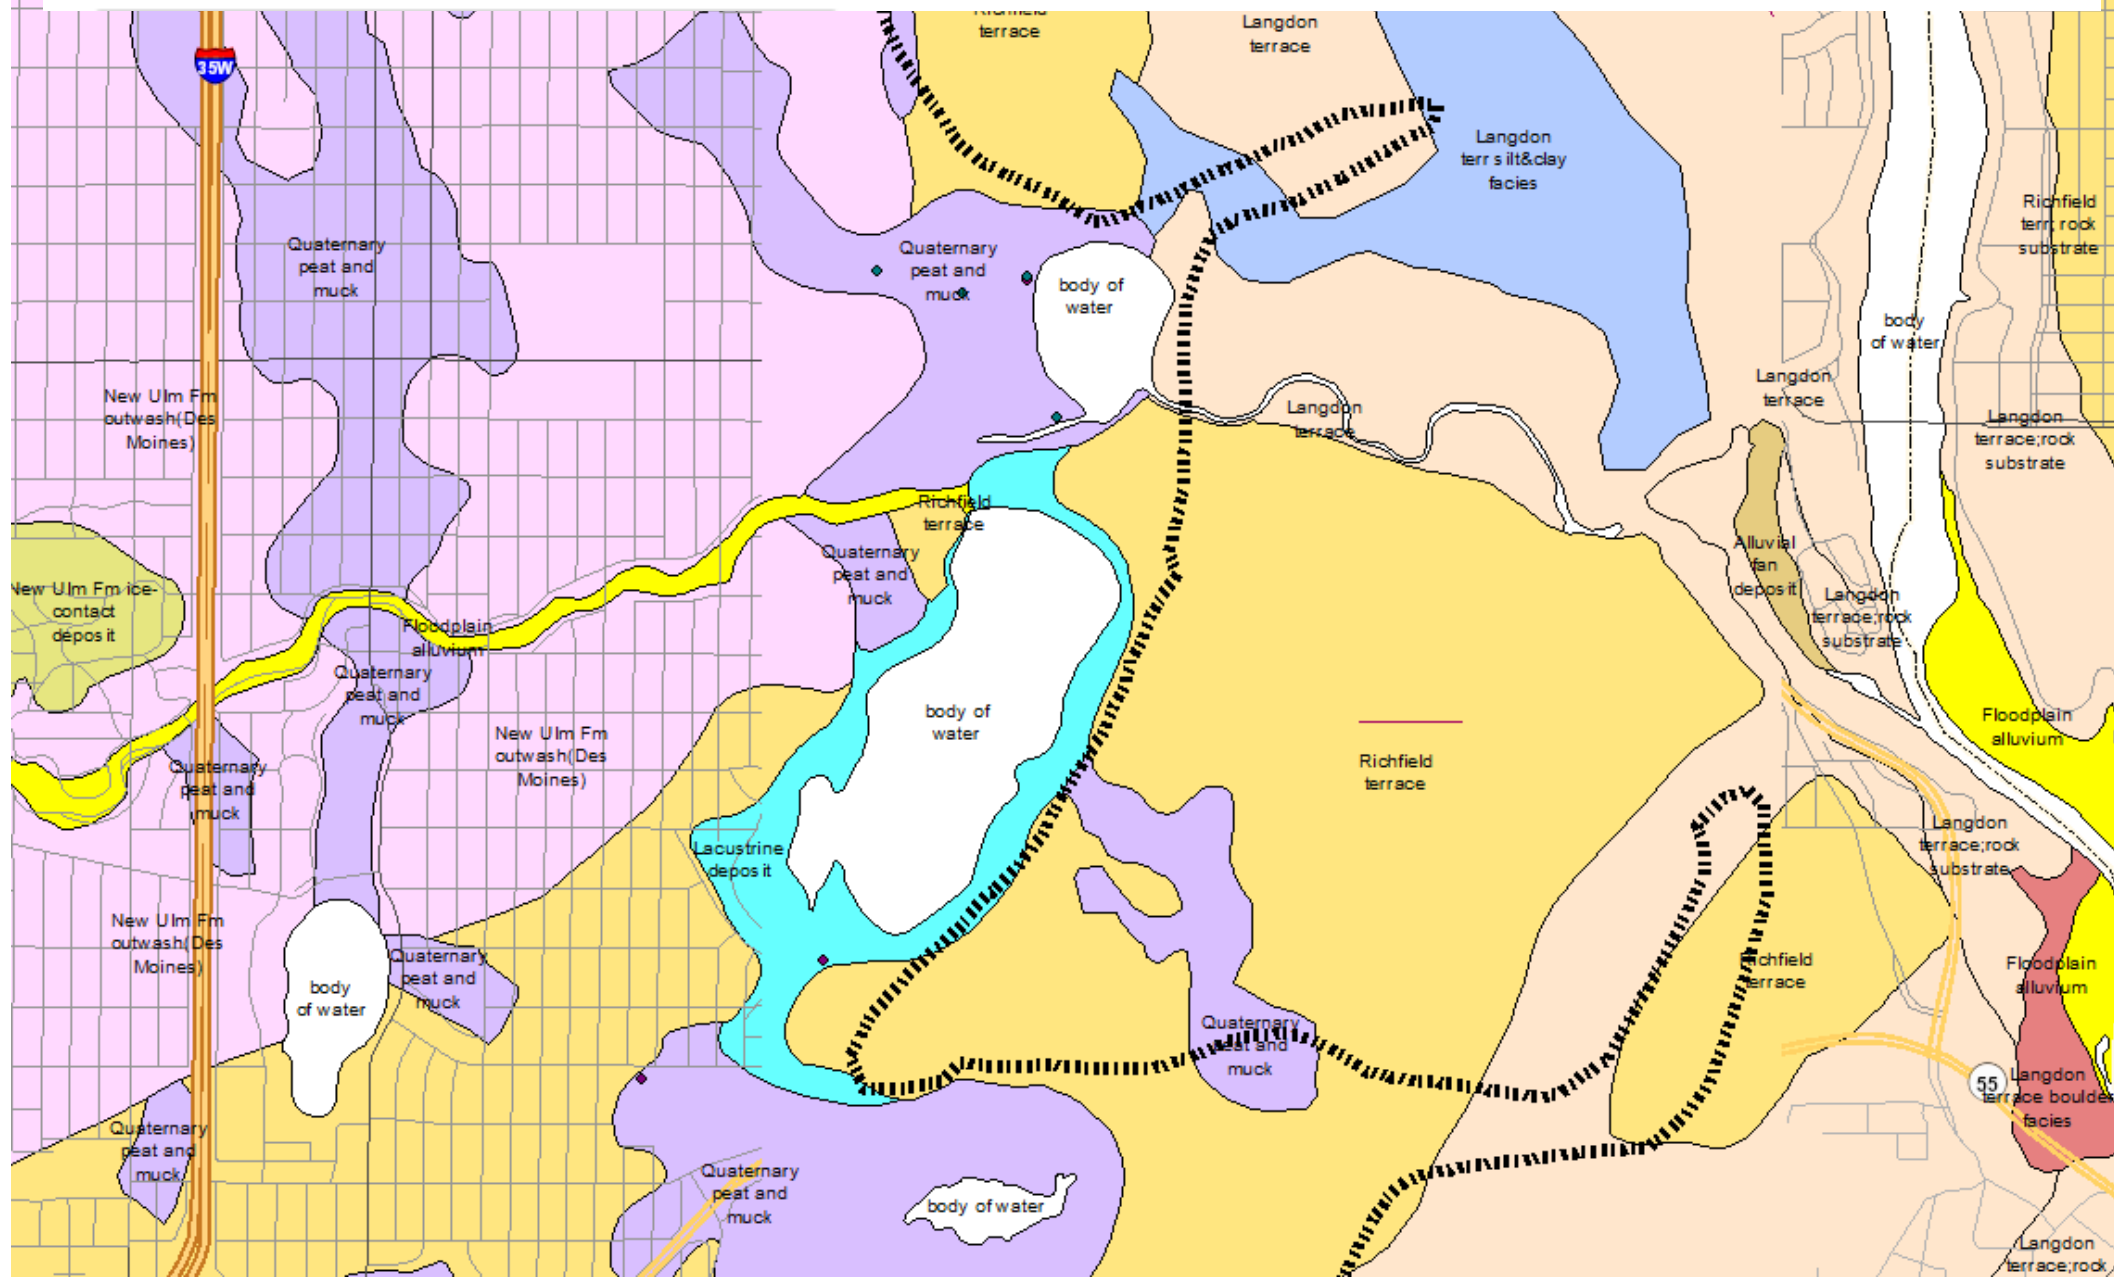 Richfield
terrace
Langdon
terrace
35W
Langdon
terr silt&clay
facies
Richfield
terr; rock
substrate
Quaternary
peat and
muck
Quaternary
peat and
muck
body of
water
body
of water
Langdon
terrace
New Ulm Fm
outwash(Des
Moines)
Langdon
terrace
Langdon
terrace;rock
substrate
Richfield
terrace
Quaternary
peat and
muck
Alluvial
fan
deposit
New Ulm Fm ice-
contact
deposit
Langdon
terrace;rock
substrate
Floodplain
alluvium
Quaternary
peat and
muck
body of
water
New Ulm Fm
outwash(Des
Moines)
Floodplain
alluvium
Richfield
terrace
Quaternary
peat and
muck
Langdon
terrace;rock
substrate
Lacustrine
deposit
New Ulm Fm
outwash(Des
Moines)
Quaternary
peat and
muck
Richfield
terrace
Floodplain
alluvium
body
of water
Quaternary
peat and
muck
55
Langdon
terrace boulder
facies
Quaternary
peat and
muck
Quaternary
peat and
muck
body of water
Langdon
terrace;rock